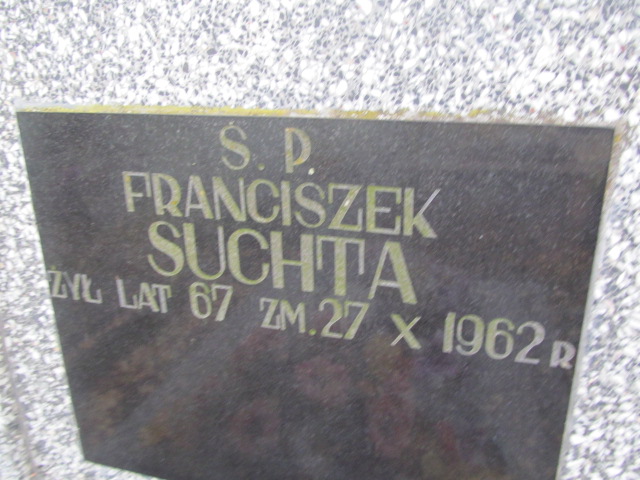 Ś. P.
FRANCISZEK
SUCHTA
ŻYŁ LAT 67 ZM. 27 X 1962 R